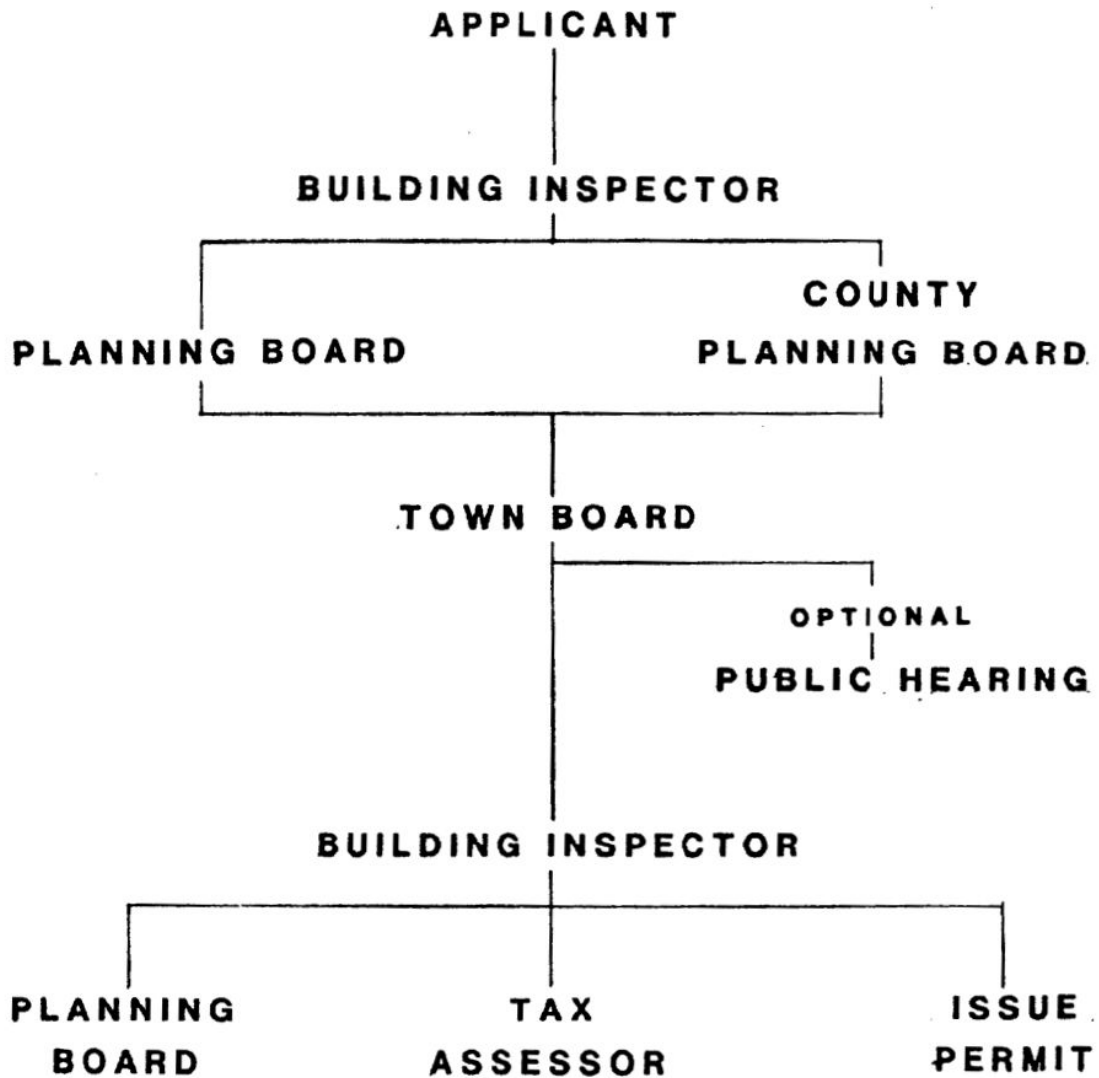 APPLICANT
BUILDING INSPECTOR
COUNTY
PLANNING BOARD
PLANNING BOARD
TOWN BOARD
OPTIONAL
PUBLIC HEARING
BUILDING INSPECTOR
PLANNING
BOARD
TAX
ASSESSOR
ISSUE
PERMIT